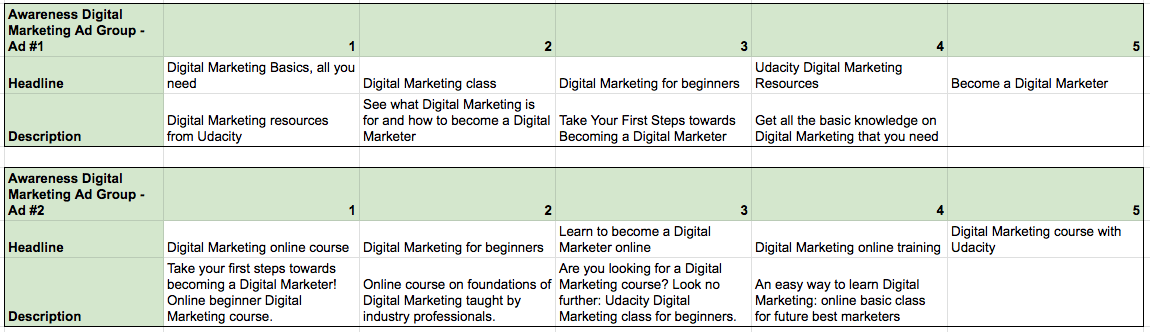 Awareness Digital Marketing Ad Group - Ad #1 1 2 3 4 5
Headline Digital Marketing Basics, all you need Digital Marketing class Digital Marketing for beginners Udacity Digital Marketing Resources Become a Digital Marketer
Description Digital Marketing resources from Udacity See what Digital Marketing is for and how to become a Digital Marketer Take Your First Steps towards Becoming a Digital Marketer Get all the basic knowledge on Digital Marketing that you need
Awareness Digital Marketing Ad Group - Ad #2 1 2 3 4 5
Headline Digital Marketing online course Digital Marketing for beginners Learn to become a Digital Marketer online Digital Marketing online training Digital Marketing course with Udacity
Description Take your first steps towards becoming a Digital Marketer! Online beginner Digital Marketing course. Online course on foundations of Digital Marketing taught by industry professionals. Are you looking for a Digital Marketing course? Look no further: Udacity Digital Marketing class for beginners. An easy way to learn Digital Marketing: online basic class for future best marketers